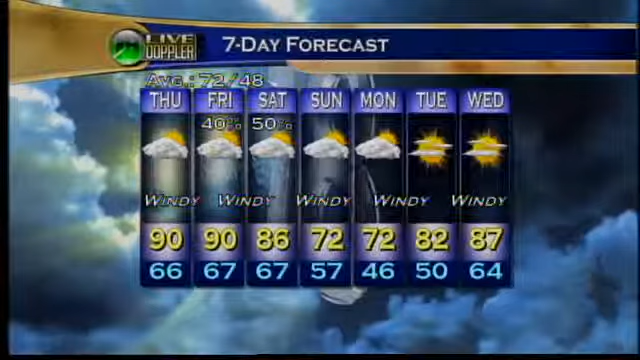 LIVE
DOPPLER
7-DAY FORECAST
AVG.: 72/48
THU FRI SAT SUN MON TUE WED
40% 50%
WINDY WINDY WINDY WINDY WINDY
90 90 86 72 72 82 87
66 67 67 57 46 50 64